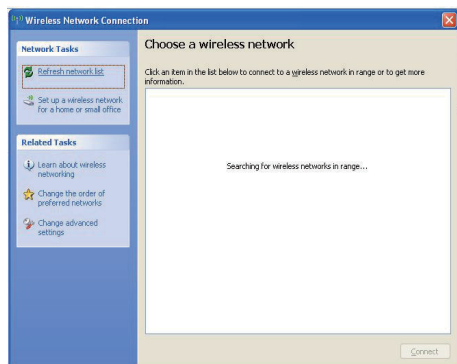 Wireless Network Connection
Network Tasks
Refresh network list
Set up a wireless network
for a home or small office
Related Tasks
Learn about wireless
networking
Change the order of
preferred networks
Change advanced
settings
Choose a wireless network
Click an item in the list below to connect to a wireless network in range or to get more
information.
Searching for wireless networks in range...
Connect